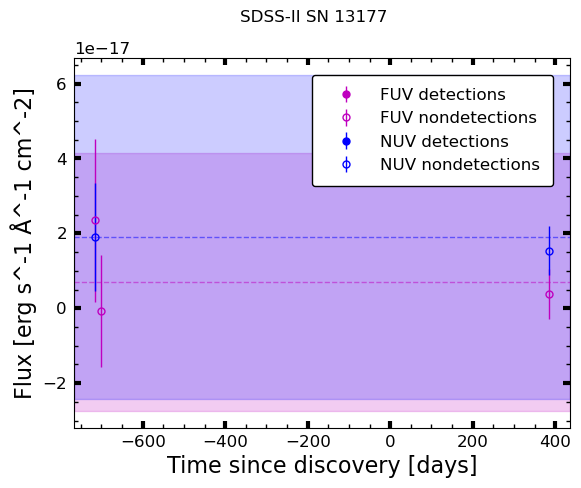 SDSS-II SN 13177
1e−17
6
4
2
0
−2
Flux [erg s^-1 Å^-1 cm^-2]
FUV detections
FUV nondetections
NUV detections
NUV nondetections
−600 −400 −200 0 200 400
Time since discovery [days]